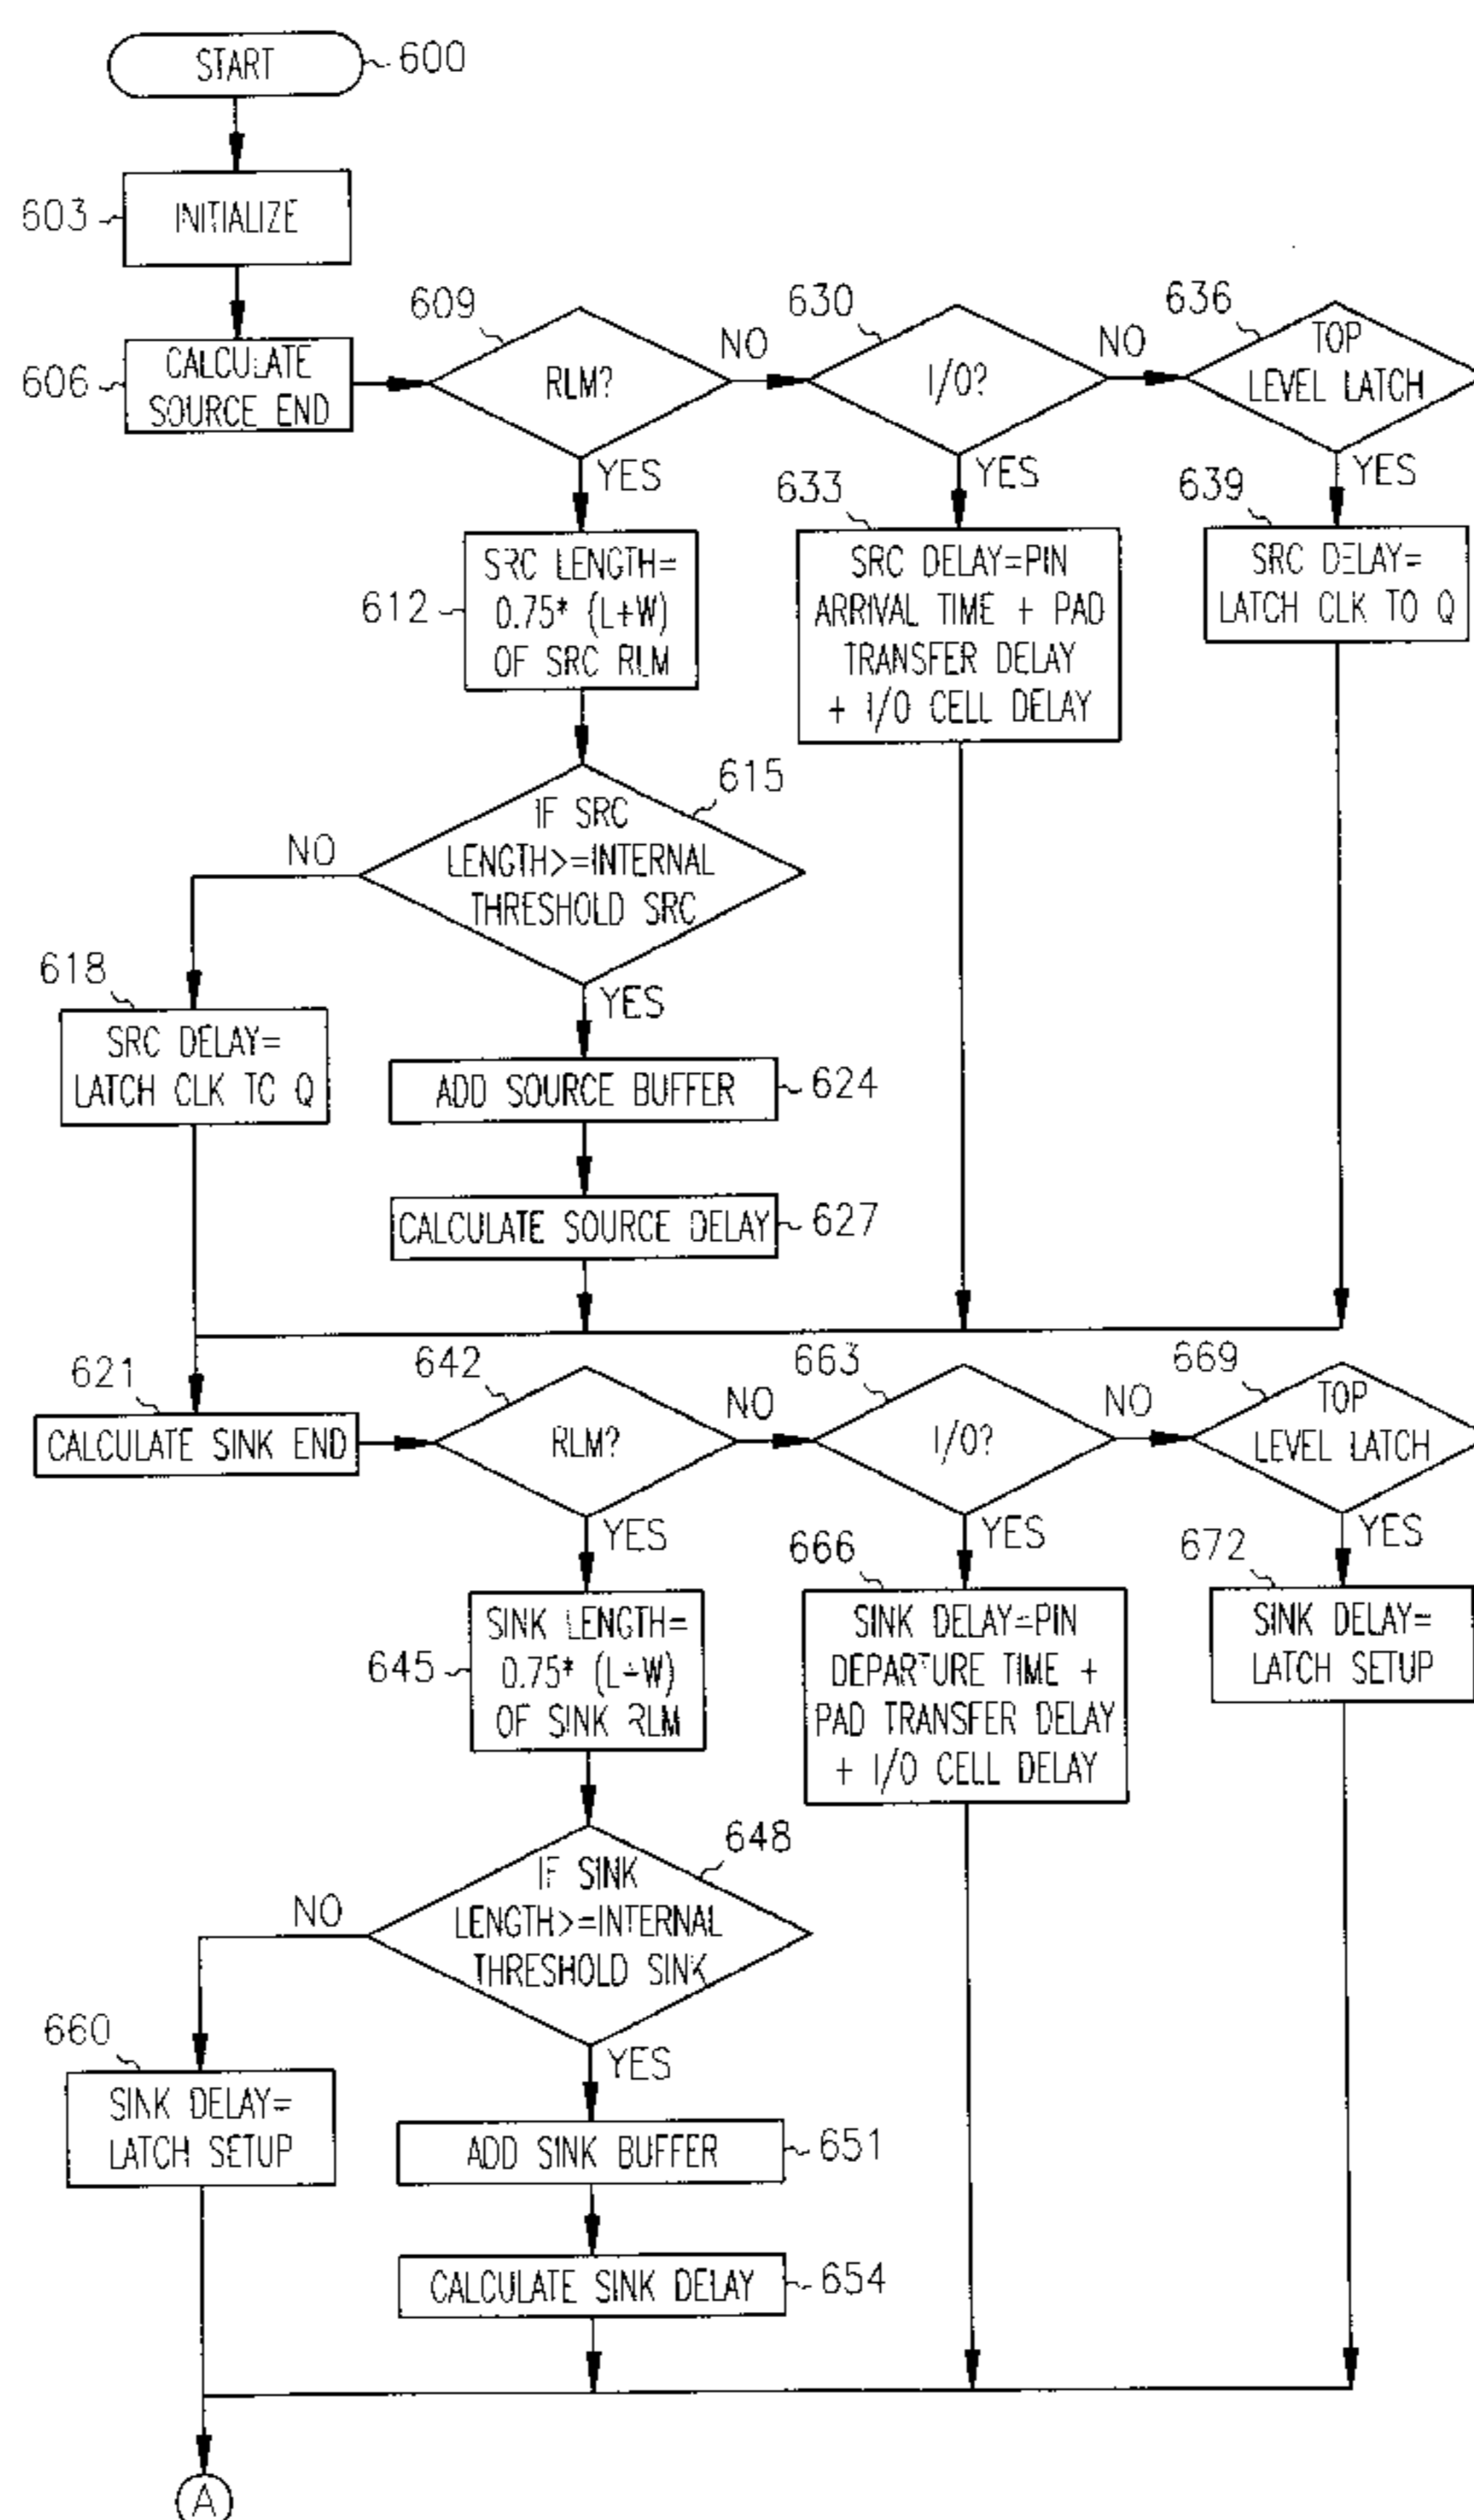 START
600
603
INITIALIZE
606
CALCULATE
SOURCE END
609
RLM?
NO
YES
630
I/O?
NO
YES
636
TOP
LEVEL LATCH
YES
612
SRC LENGTH=
0.75* (L+W)
OF SRC RLM
633
SRC DELAY=PIN
ARRIVAL TIME + PAD
TRANSFER DELAY
+ I/O CELL DELAY
639
SRC DELAY=
LATCH CLK TO Q
615
IF SRC
LENGTH>=INTERNAL
THRESHOLD SRC
NO
YES
618
SRC DELAY=
LATCH CLK TO Q
ADD SOURCE BUFFER
624
CALCULATE SOURCE DELAY
627
621
CALCULATE SINK END
642
RLM?
NO
YES
663
I/O?
NO
YES
669
TOP
LEVEL LATCH
YES
645
SINK LENGTH=
0.75* (L+W)
OF SINK RLM
666
SINK DELAY=PIN
DEPARTURE TIME +
PAD TRANSFER DELAY
+ I/O CELL DELAY
672
SINK DELAY=
LATCH SETUP
648
IF SINK
LENGTH>=INTERNAL
THRESHOLD SINK
NO
YES
660
SINK DELAY=
LATCH SETUP
ADD SINK BUFFER
651
CALCULATE SINK DELAY
654
A